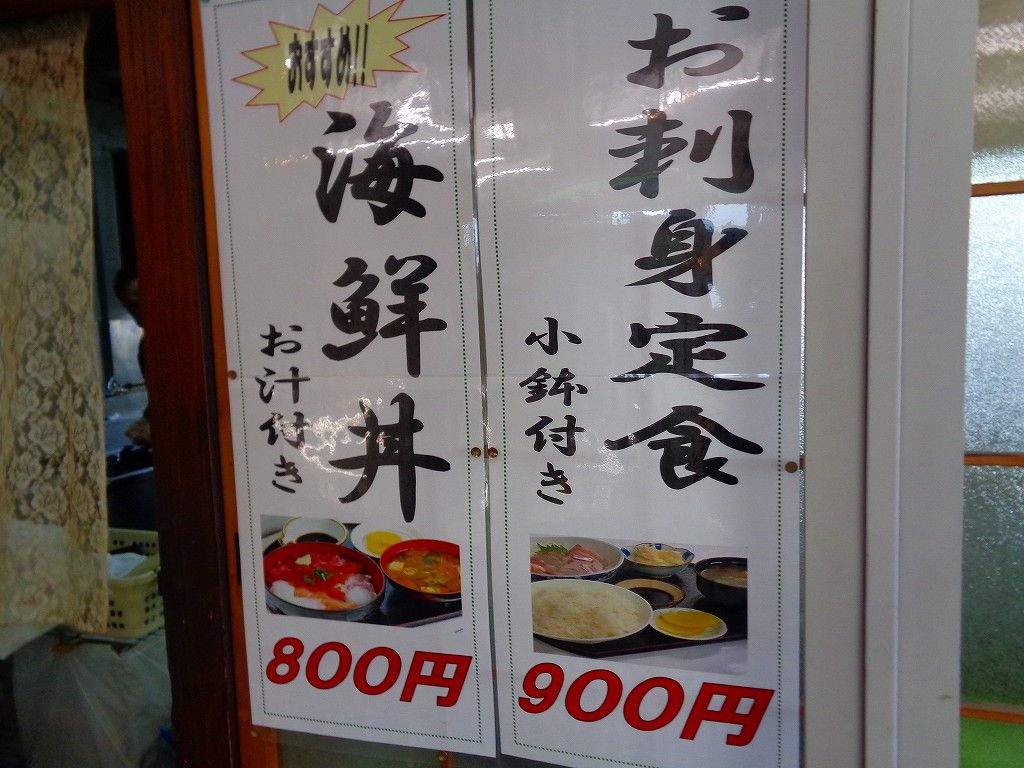 お刺身定食
小鉢付き
900円
おすすめ!!
海鮮丼
お汁付き
800円